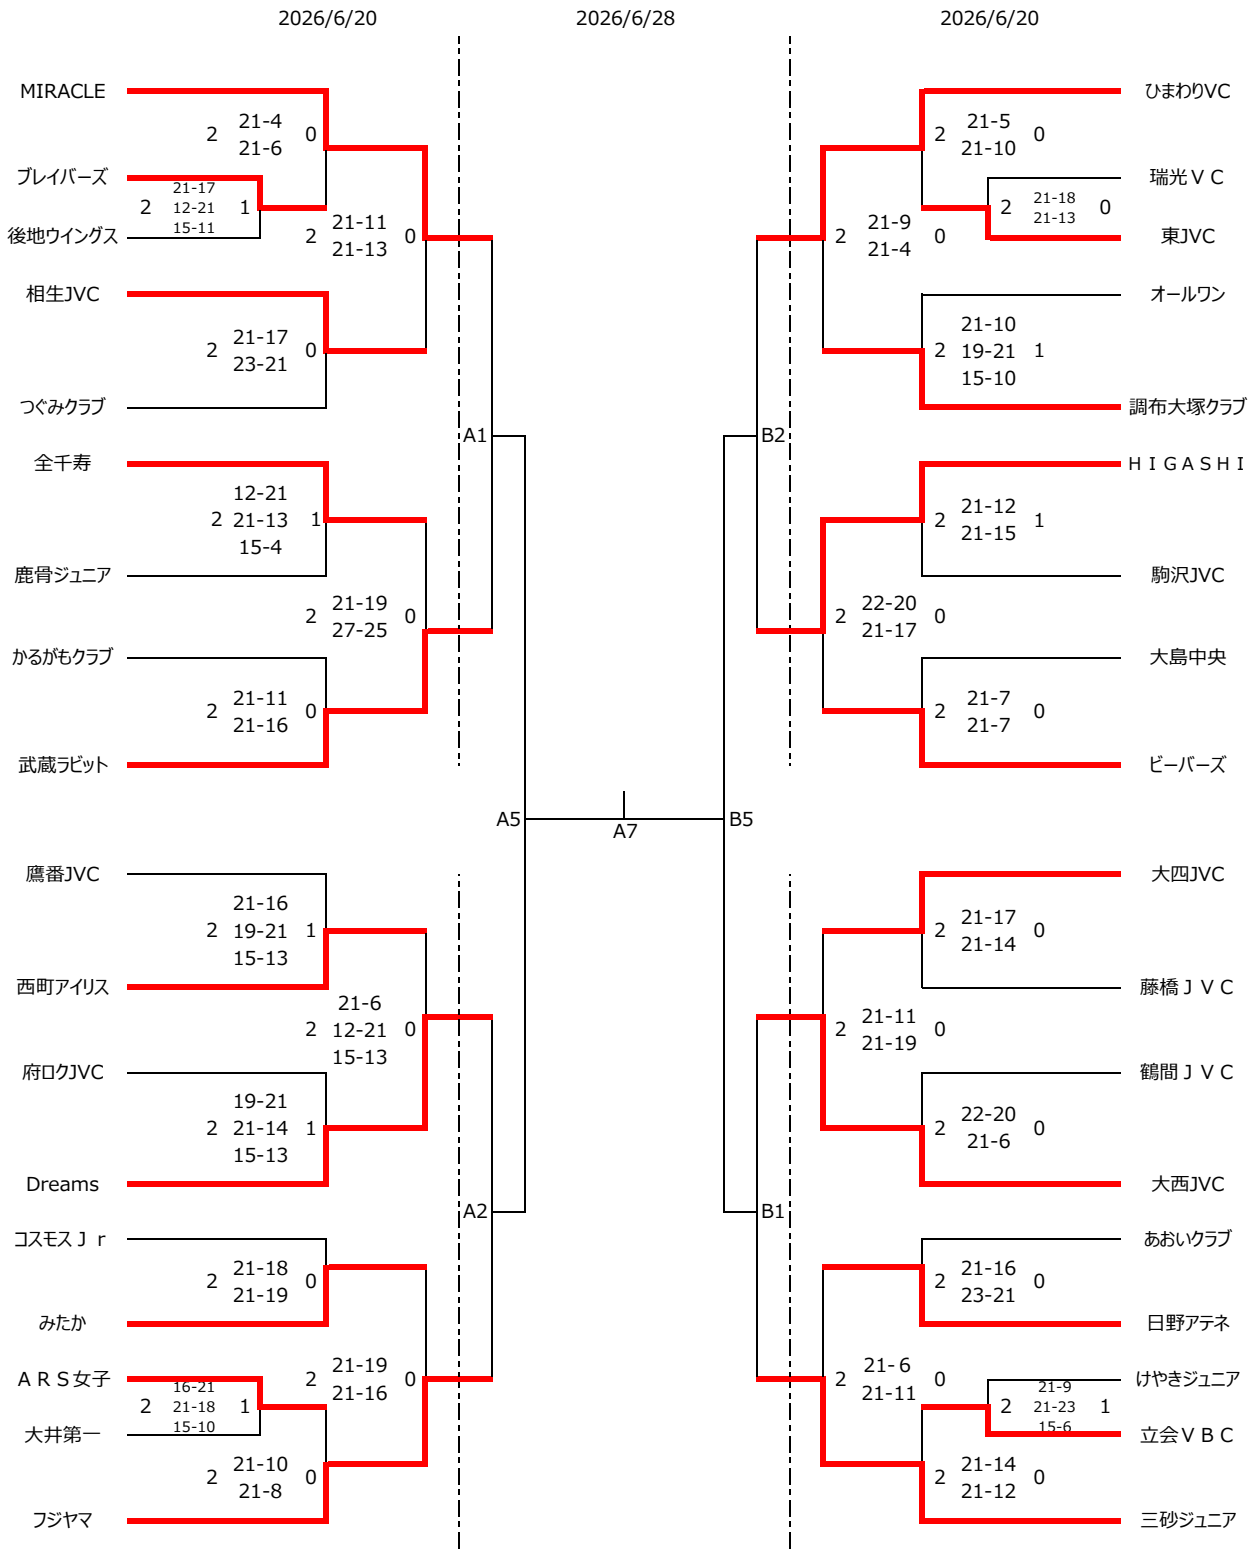 2026/6/20 2026/6/28 2026/6/20
MIRACLE
2 21-4 0
21-6
ブレイバーズ
21-17
2 12-21 1
15-11
後地ウイングス
2 21-11 0
21-13
相生JVC
2 21-17 0
23-21
つぐみクラブ
A1
全千寿
12-21
2 21-13 1
15-4
鹿骨ジュニア
2 21-19 0
27-25
かるがもクラブ
2 21-11 0
21-16
武蔵ラビット
A5
A7
B5
鷹番JVC
21-16
2 19-21 1
15-13
西町アイリス
21-6
2 12-21 0
15-13
府ロクJVC
19-21
2 21-14 1
15-13
Dreams
A2
コスモスJr
2 21-18 0
21-19
みたか
2 21-19 0
21-16
ARS女子
16-21
2 21-18 1
15-10
大井第一
2 21-10 0
21-8
フジヤマ
ひまわりVC
2 21-5 0
21-10
瑞光VC
2 21-18 0
21-13
東JVC
2 21-9 0
21-4
オールワン
21-10
2 19-21 1
15-10
調布大塚クラブ
B2
HIGASHI
2 21-12 1
21-15
駒沢JVC
2 22-20 0
21-17
大島中央
2 21-7 0
21-7
ビーバーズ
大四JVC
2 21-17 0
21-14
藤橋JVC
2 21-11 0
21-19
鶴間JVC
2 22-20 0
21-6
大西JVC
B1
あおいクラブ
2 21-16 0
23-21
日野アテネ
2 21-6 0
21-11
けやきジュニア
21-9
2 21-23 1
15-6
立会VBC
2 21-14 0
21-12
三砂ジュニア